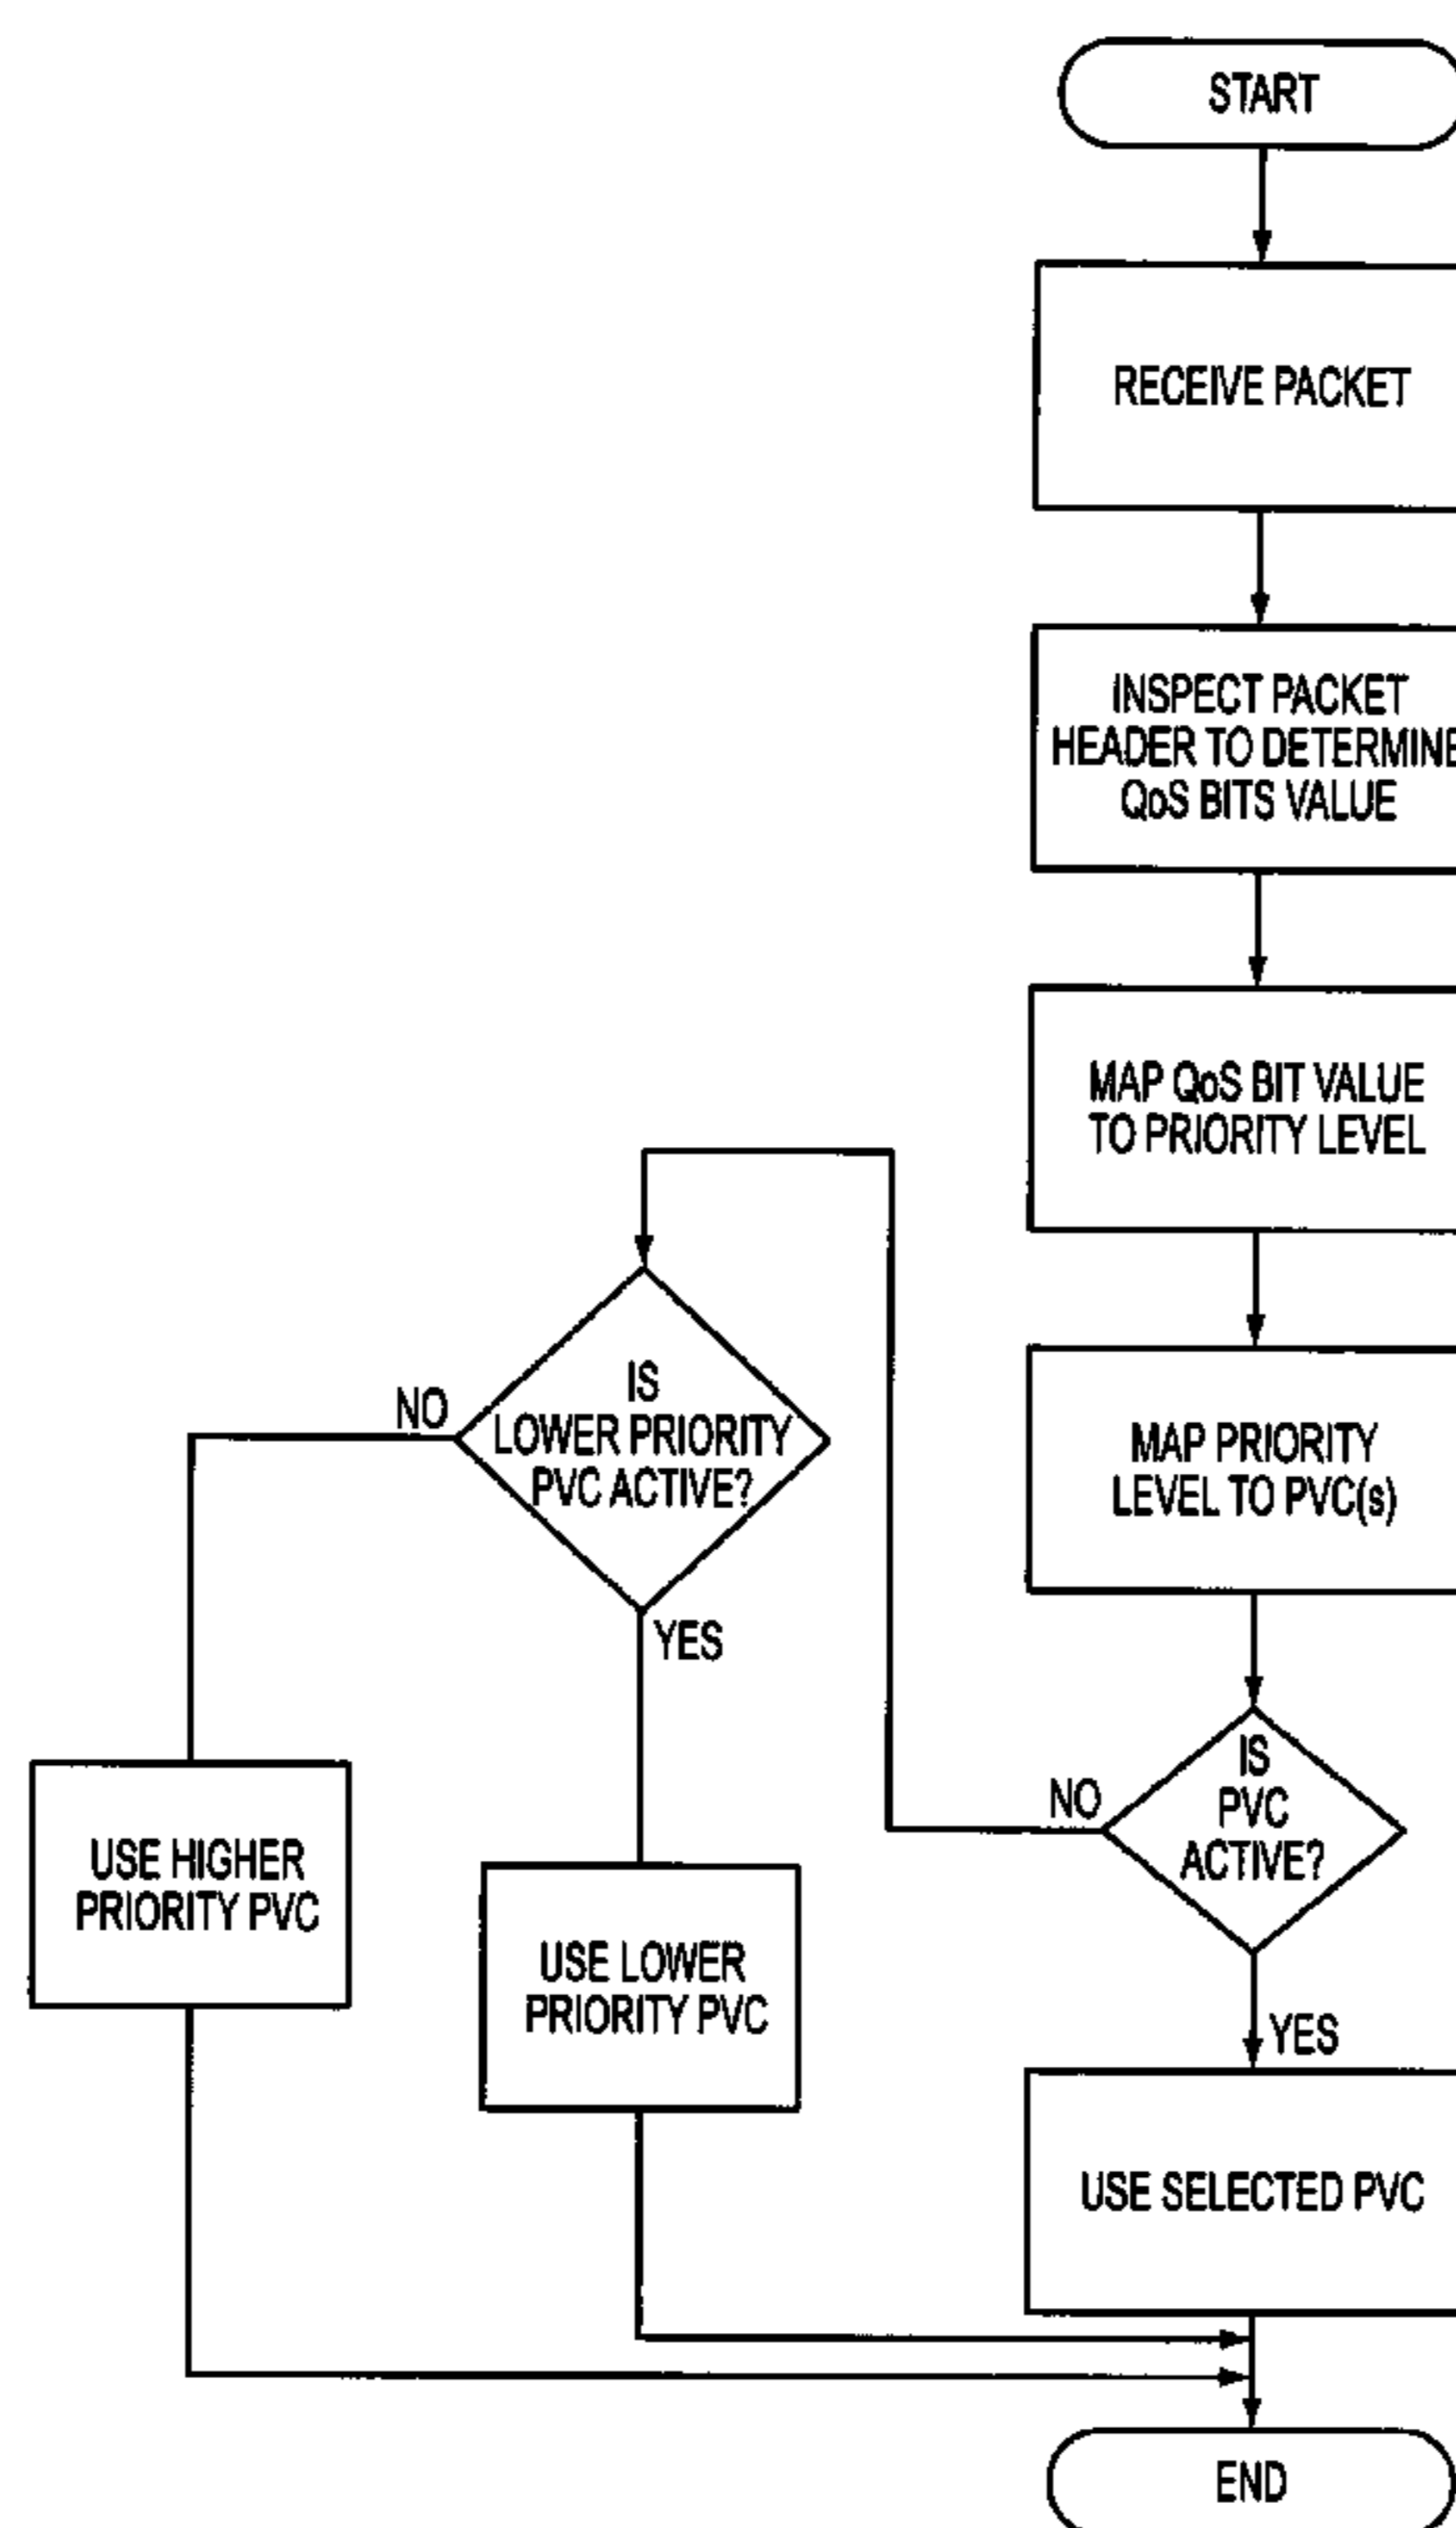 START
RECEIVE PACKET
INSPECT PACKET
HEADER TO DETERMINE
QoS BITS VALUE
MAP QoS BIT VALUE
TO PRIORITY LEVEL
MAP PRIORITY
LEVEL TO PVC(s)
IS
LOWER PRIORITY
PVC ACTIVE?
NO
YES
IS
PVC
ACTIVE?
NO
YES
USE HIGHER
PRIORITY PVC
USE LOWER
PRIORITY PVC
USE SELECTED PVC
END